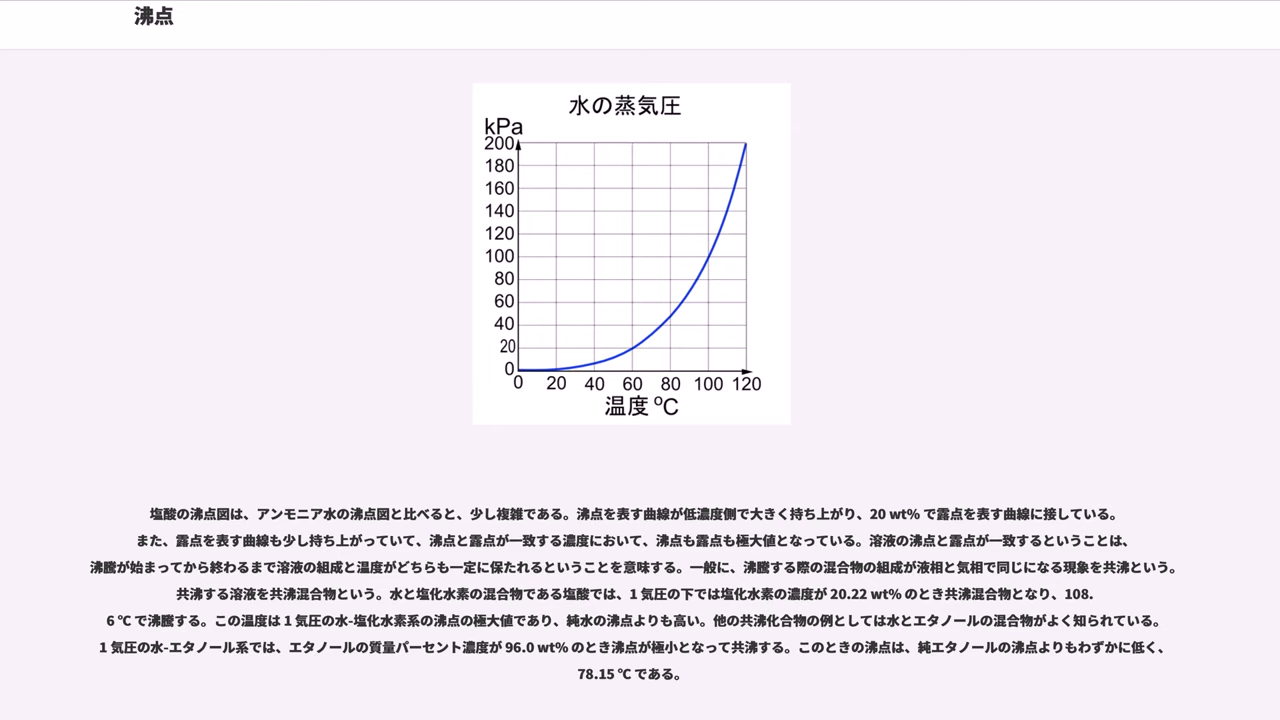 沸点
水の蒸気圧
kPa
200
180
160
140
120
100
80
60
40
20
0
0 20 40 60 80 100 120
温度 ℃
塩酸の沸点図は、アンモニア水の沸点図と比べると、少し複雑である。沸点を表す曲線が低濃度側で大きく持ち上がり、20 wt% で露点を表す曲線に接している。
また、露点を表す曲線も少し持ち上がっていて、沸点と露点が一致する濃度において、沸点も露点も極大値となっている。溶液の沸点と露点が一致するということは、
沸騰が始まってから終わるまで溶液の組成と温度がどちらも一定に保たれるということを意味する。一般に、沸騰する際の混合物の組成が液相と気相で同じになる現象を共沸という。
共沸する溶液を共沸混合物という。水と塩化水素の混合物である塩酸では、1 気圧の下では塩化水素の濃度が 20.22 wt% のとき共沸混合物となり、108.
6 ℃ で沸騰する。この温度は 1 気圧の水-塩化水素系の沸点の極大値であり、純水の沸点よりも高い。他の共沸化合物の例としては水とエタノールの混合物がよく知られている。
1 気圧の水-エタノール系では、エタノールの質量パーセント濃度が 96.0 wt% のとき沸点が極小となって共沸する。このときの沸点は、純エタノールの沸点よりもわずかに低く、
78.15 ℃ である。